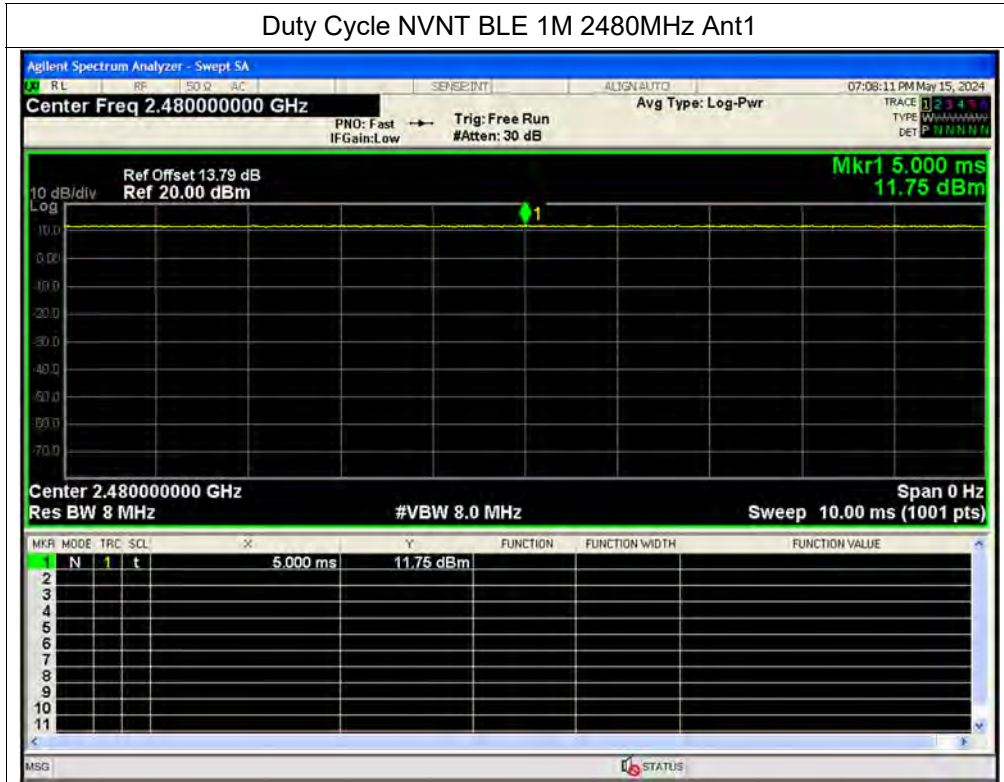 Duty Cycle NVNT BLE 1M 2480MHz Ant1
Agilent Spectrum Analyzer - Swept SA
LXI RL RF 50 Ω AC SENSE:INT ALIGN AUTO 07:08:11 PM May 15, 2024
Center Freq 2.480000000 GHz
PNO: Fast
IFGain:Low
Trig: Free Run
#Atten: 30 dB
Avg Type: Log-Pwr
TRACE 1 2 3 4 5 6
TYPE W
DET P N N N N N
Mkr1 5.000 ms
11.75 dBm
Ref Offset 13.79 dB
10 dB/div Ref 20.00 dBm
Log
1
10.0
0.00
-10.0
-20.0
-30.0
-40.0
-50.0
-60.0
-70.0
Center 2.480000000 GHz Span 0 Hz
Res BW 8 MHz #VBW 8.0 MHz Sweep 10.00 ms (1001 pts)
MKR MODE TRC SCL X Y FUNCTION FUNCTION WIDTH FUNCTION VALUE
1 N 1 t 5.000 ms 11.75 dBm
2
3
4
5
6
7
8
9
10
11
MSG STATUS